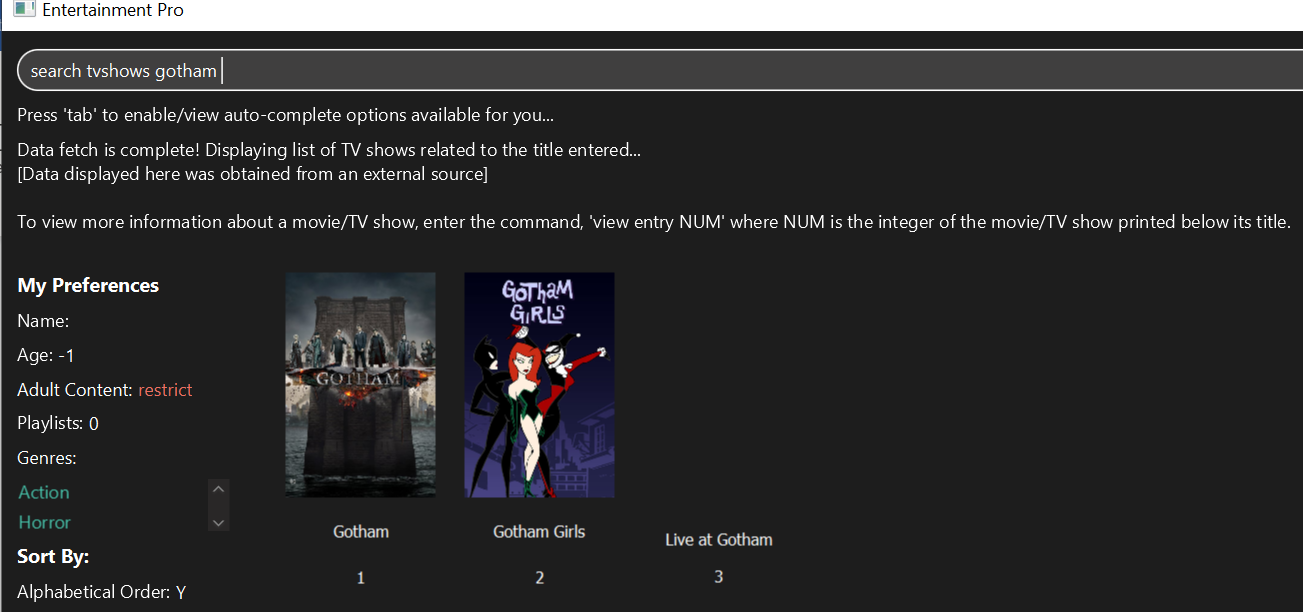 Entertainment Pro
search tvshows gotham
Press 'tab' to enable/view auto-complete options available for you...
Data fetch is complete! Displaying list of TV shows related to the title entered...
[Data displayed here was obtained from an external source]
To view more information about a movie/TV show, enter the command, 'view entry NUM' where NUM is the integer of the movie/TV show printed below its title.
My Preferences
Name:
Age: -1
Adult Content: restrict
Playlists: 0
Genres:
Action
Horror
Sort By:
Alphabetical Order: Y
GOTHAM
GOTHAM
GIRLS
Gotham
Gotham Girls
Live at Gotham
1
2
3